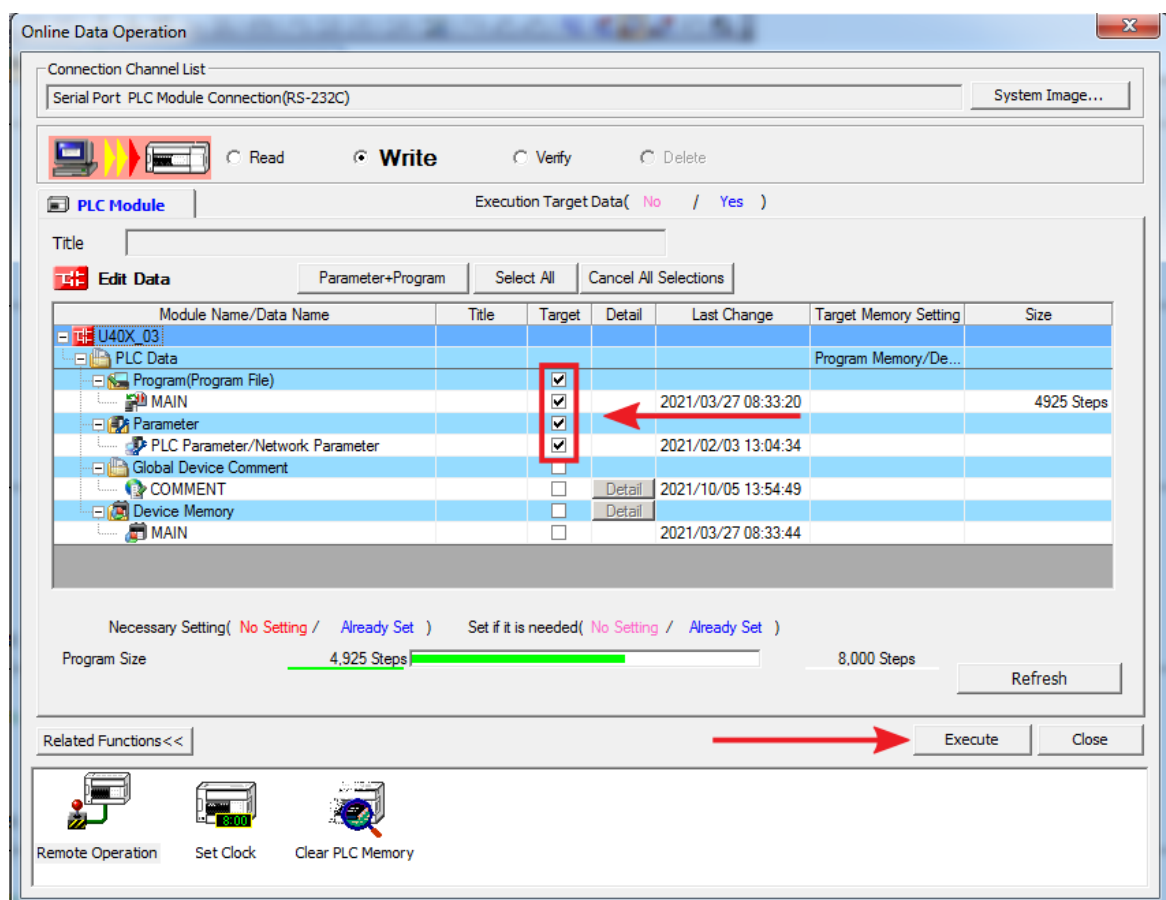 Online Data Operation
Connection Channel List
Serial Port PLC Module Connection(RS-232C)
System Image...
Read
Write
Verify
Delete
PLC Module
Execution Target Data( No / Yes )
Title
Edit Data
Parameter+Program
Select All
Cancel All Selections
Module Name/Data Name Title Target Detail Last Change Target Memory Setting Size
U40X_03
PLC Data Program Memory/De...
Program(Program File)
MAIN 2021/03/27 08:33:20 4925 Steps
Parameter
PLC Parameter/Network Parameter 2021/02/03 13:04:34
Global Device Comment
COMMENT Detail 2021/10/05 13:54:49
Device Memory Detail
MAIN 2021/03/27 08:33:44
Necessary Setting( No Setting / Already Set ) Set if it is needed( No Setting / Already Set )
Program Size 4,925 Steps 8,000 Steps
Refresh
Related Functions<<
Execute
Close
8:00
Remote Operation
Set Clock
Clear PLC Memory